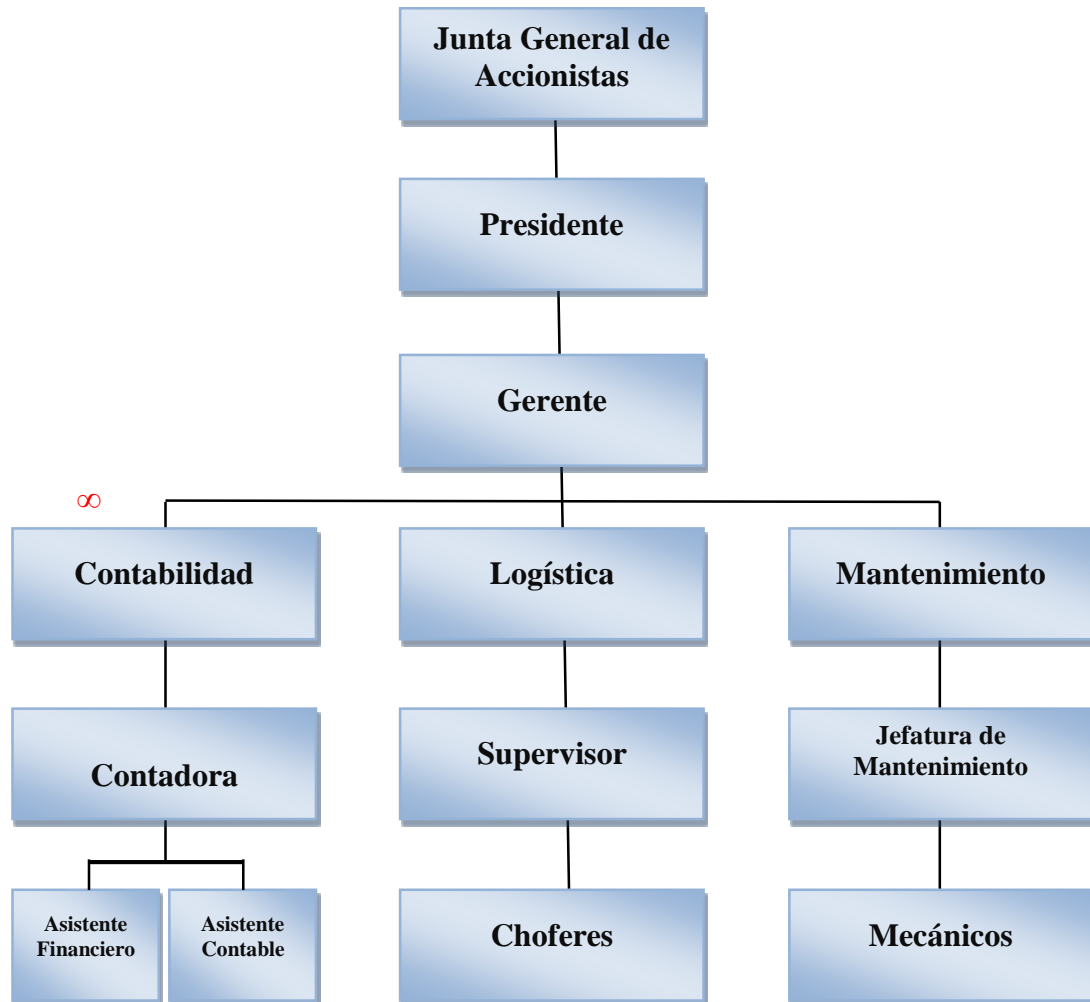 Junta General de
Accionistas
Presidente
Gerente
∞
Contabilidad
Logística
Mantenimiento
Contadora
Supervisor
Jefatura de
Mantenimiento
Asistente
Financiero
Asistente
Contable
Choferes
Mecánicos